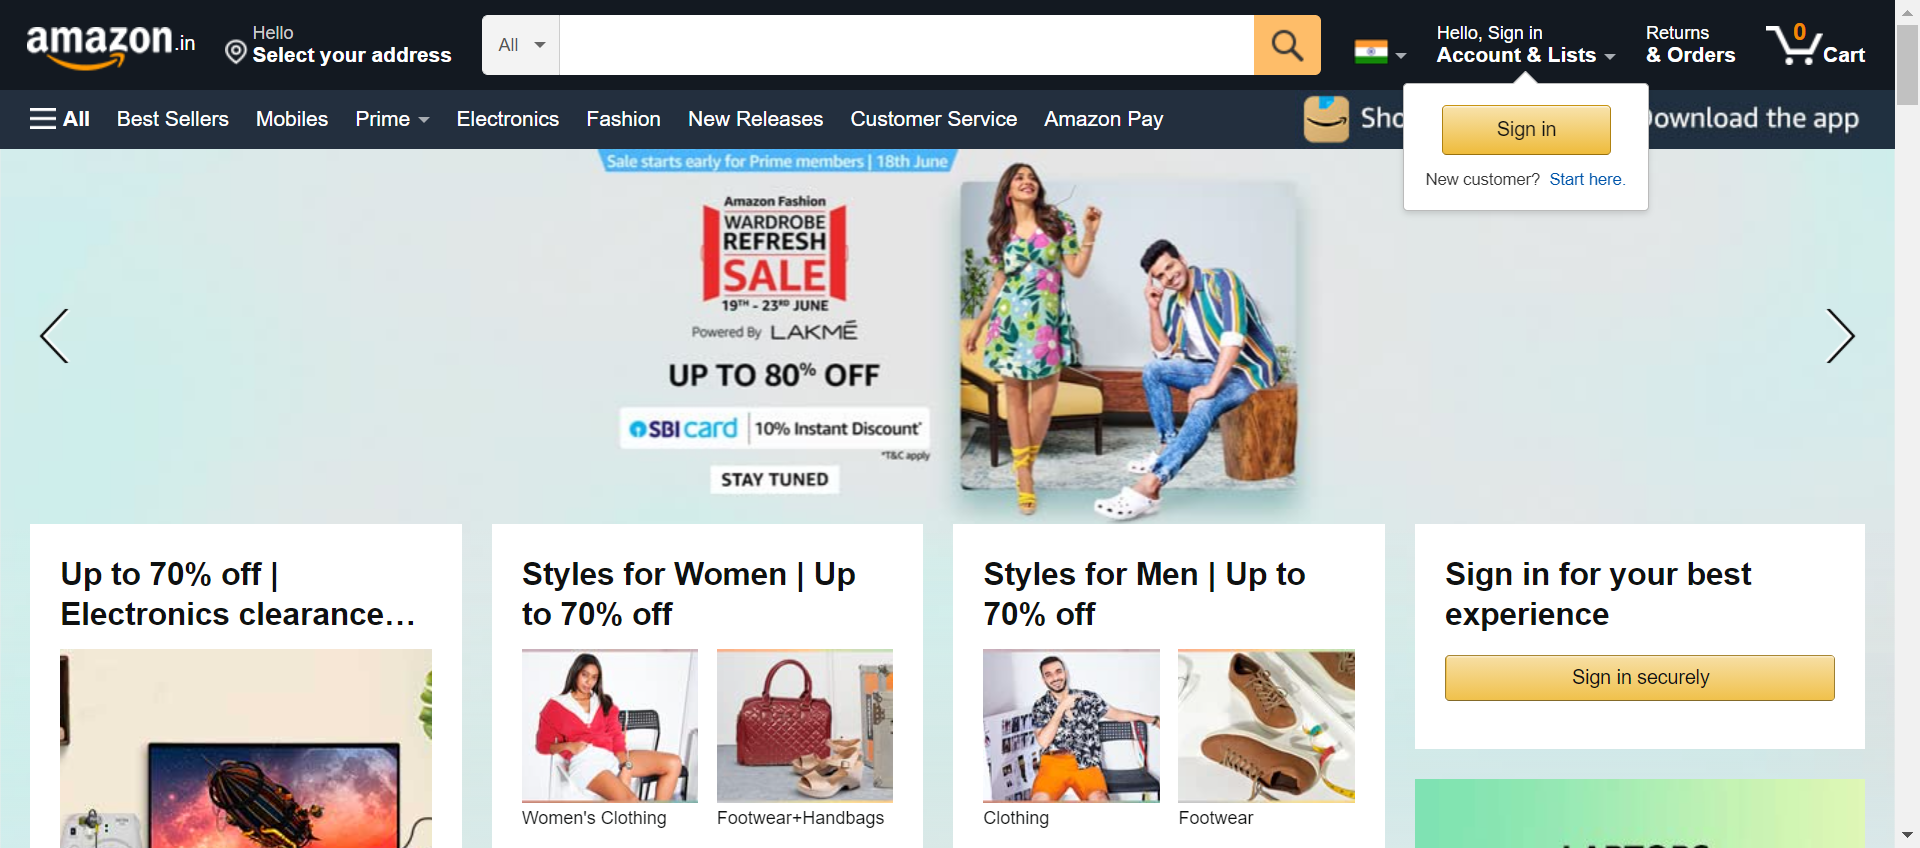 amazon.in
Hello
Select your address
All
Hello, Sign in
Account & Lists
Returns
& Orders
0
Cart
All
Best Sellers
Mobiles
Prime
Electronics
Fashion
New Releases
Customer Service
Amazon Pay
Download the app
Sign in
New customer? Start here.
Sale starts early for Prime members | 18th June
Amazon Fashion
WARDROBE
REFRESH
SALE
19TH - 23RD JUNE
Powered By LAKMÉ
UP TO 80% OFF
SBI card | 10% Instant Discount*
*T&C apply
STAY TUNED
Up to 70% off |
Electronics clearance…
Styles for Women | Up
to 70% off
Women's Clothing
Footwear+Handbags
Styles for Men | Up to
70% off
Clothing
Footwear
Sign in for your best
experience
Sign in securely